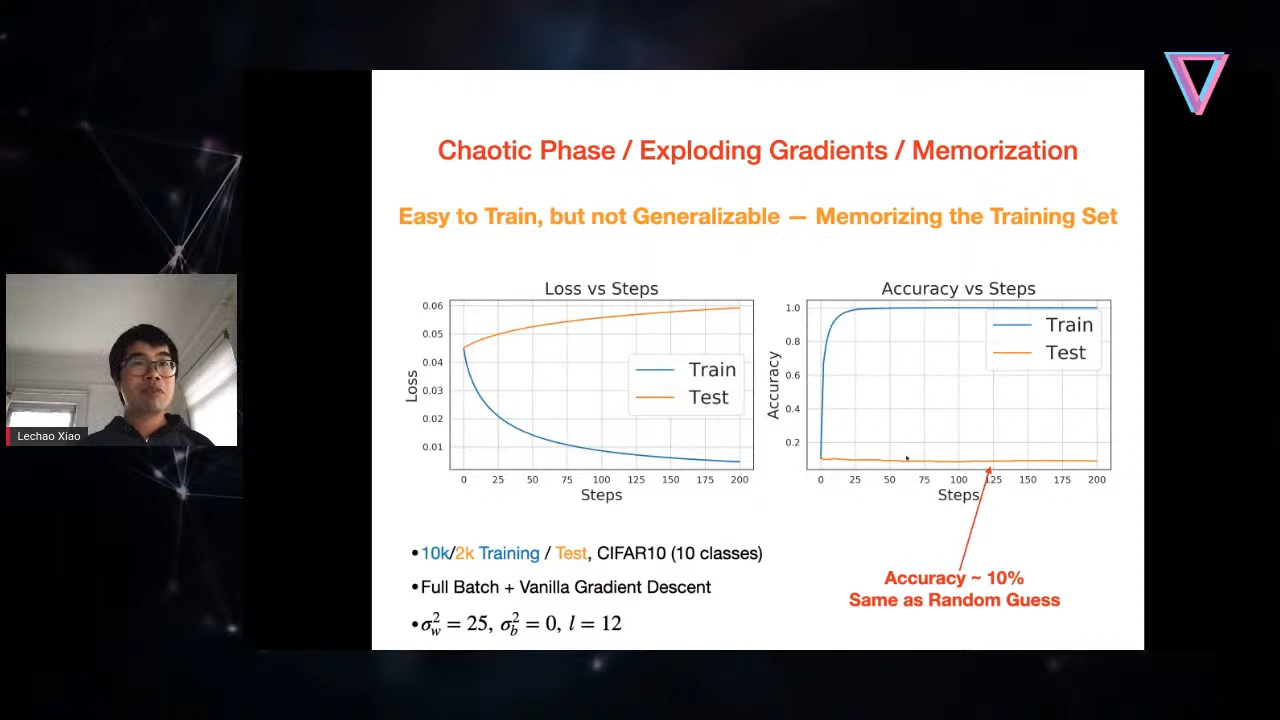 Chaotic Phase / Exploding Gradients / Memorization
Easy to Train, but not Generalizable — Memorizing the Training Set
Loss vs Steps
0.06
0.05
0.04
0.03
0.02
0.01
Loss
Train
Test
0 25 50 75 100 125 150 175 200
Steps
Accuracy vs Steps
1.0
0.8
0.6
0.4
0.2
Accuracy
Train
Test
0 25 50 75 100 125 150 175 200
Steps
Lechao Xiao
•10k/2k Training / Test, CIFAR10 (10 classes)
•Full Batch + Vanilla Gradient Descent
•σ_w^2 = 25, σ_b^2 = 0, l = 12
Accuracy ~ 10%
Same as Random Guess